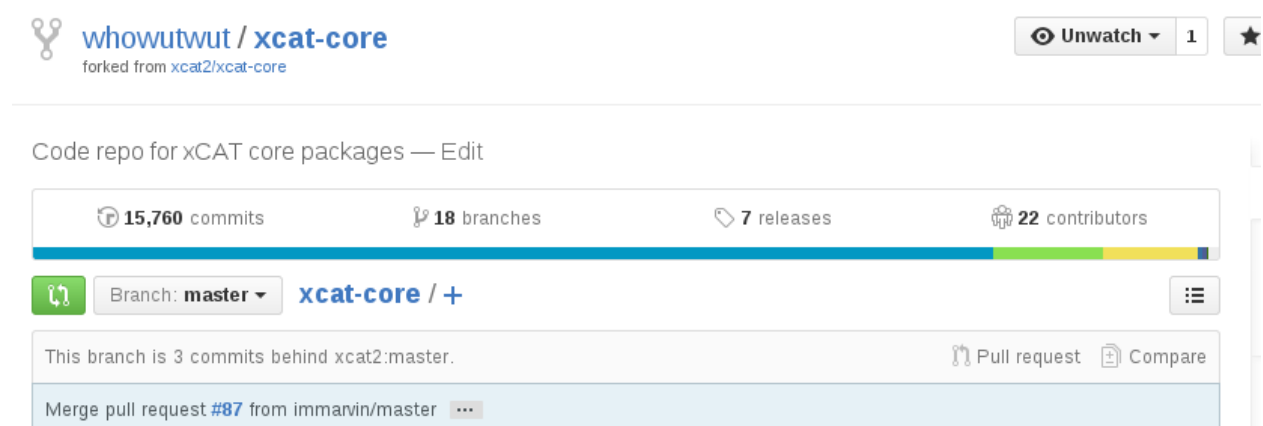 whowutwut / xcat-core
Unwatch 1
forked from xcat2/xcat-core
Code repo for xCAT core packages — Edit
15,760 commits 18 branches 7 releases 22 contributors
Branch: master xcat-core / +
This branch is 3 commits behind xcat2:master. Pull request Compare
Merge pull request #87 from immarvin/master ...